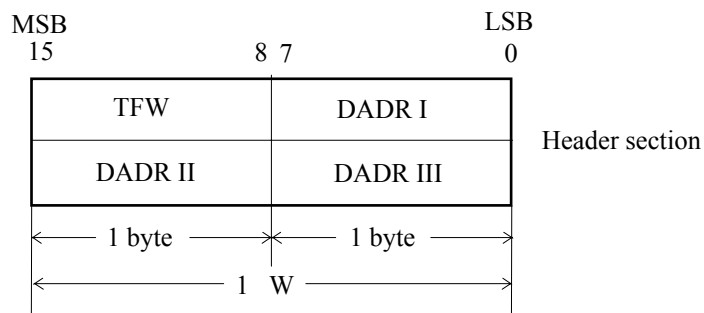 MSB LSB
15 8 7 0
TFW DADR I
Header section
DADR II DADR III
1 byte 1 byte
1 W